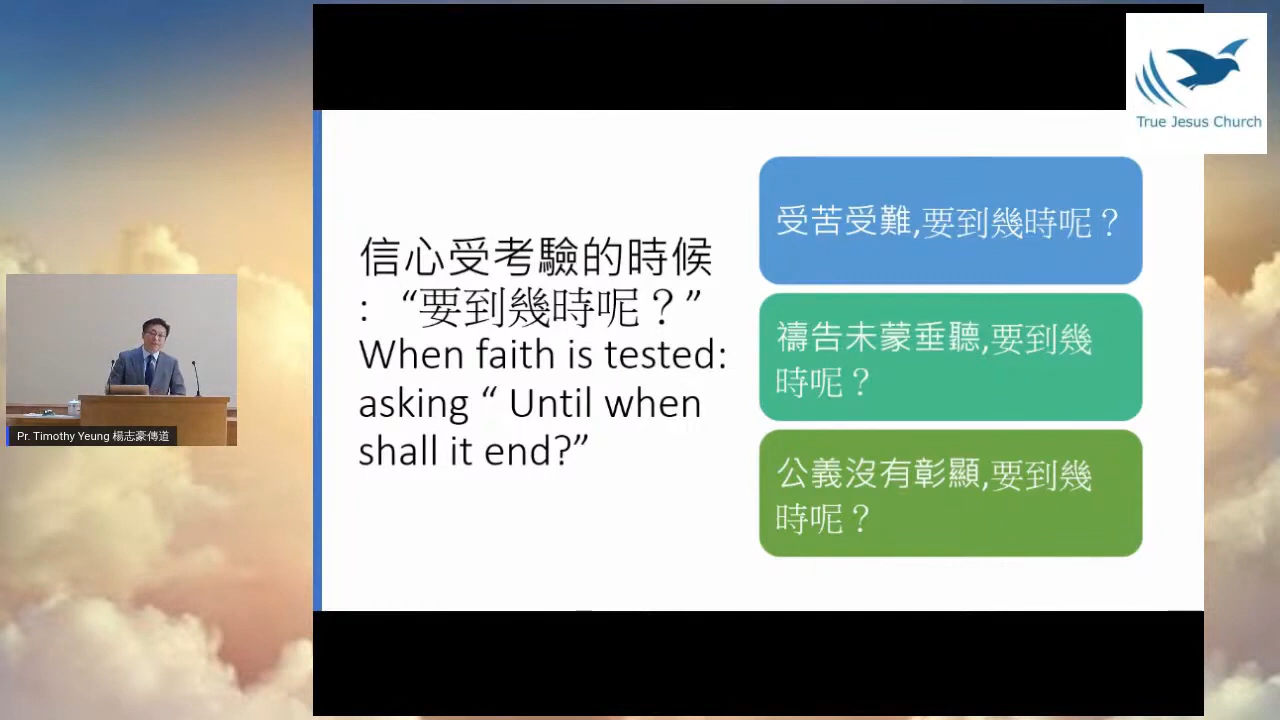 True Jesus Church
信心受考驗的時候
：“要到幾時呢？”
When faith is tested:
asking “ Until when
shall it end?”
受苦受難,要到幾時呢？
禱告未蒙垂聽,要到幾
時呢？
公義沒有彰顯,要到幾
時呢？
Pr. Timothy Yeung 楊志豪傳道